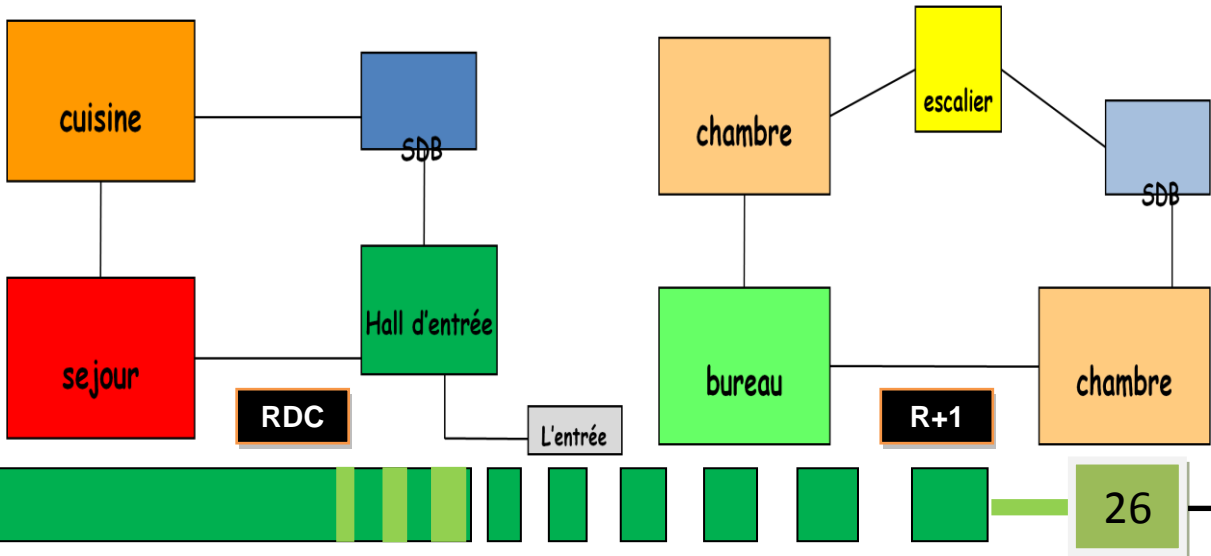 cuisine
SDB
sejour
Hall d'entrée
L'entrée
RDC
chambre
escalier
SDB
bureau
chambre
R+1
26